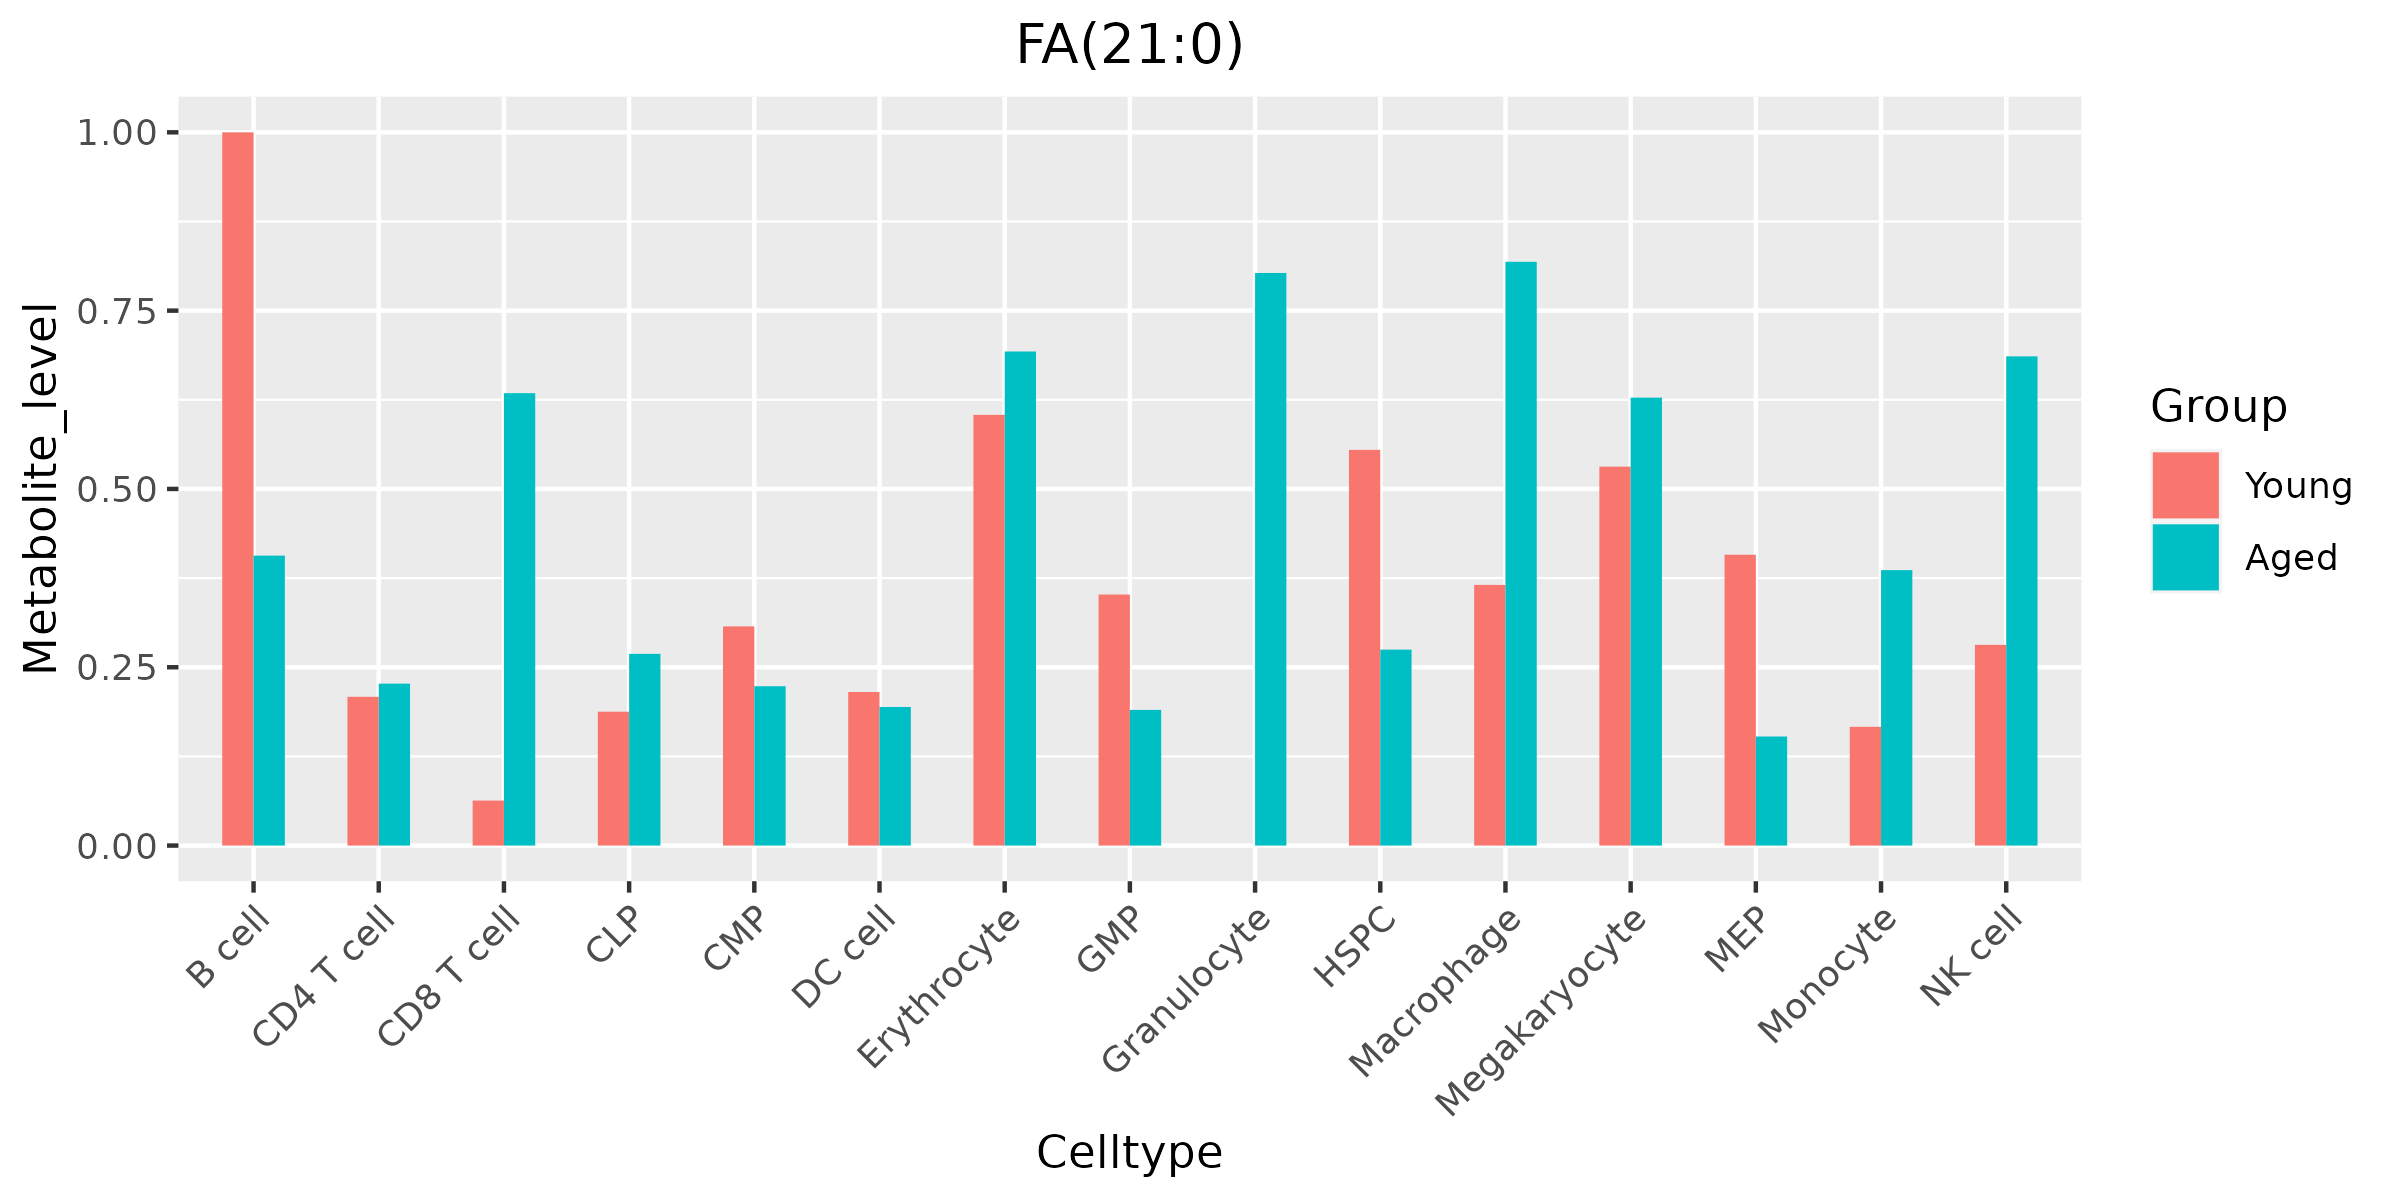 FA(21:0)
Metabolite_level
1.00
0.75
0.50
0.25
0.00
B cell
CD4 T cell
CD8 T cell
CLP
CMP
DC cell
Erythrocyte
GMP
Granulocyte
HSPC
Macrophage
Megakaryocyte
MEP
Monocyte
NK cell
Celltype
Group
Young
Aged